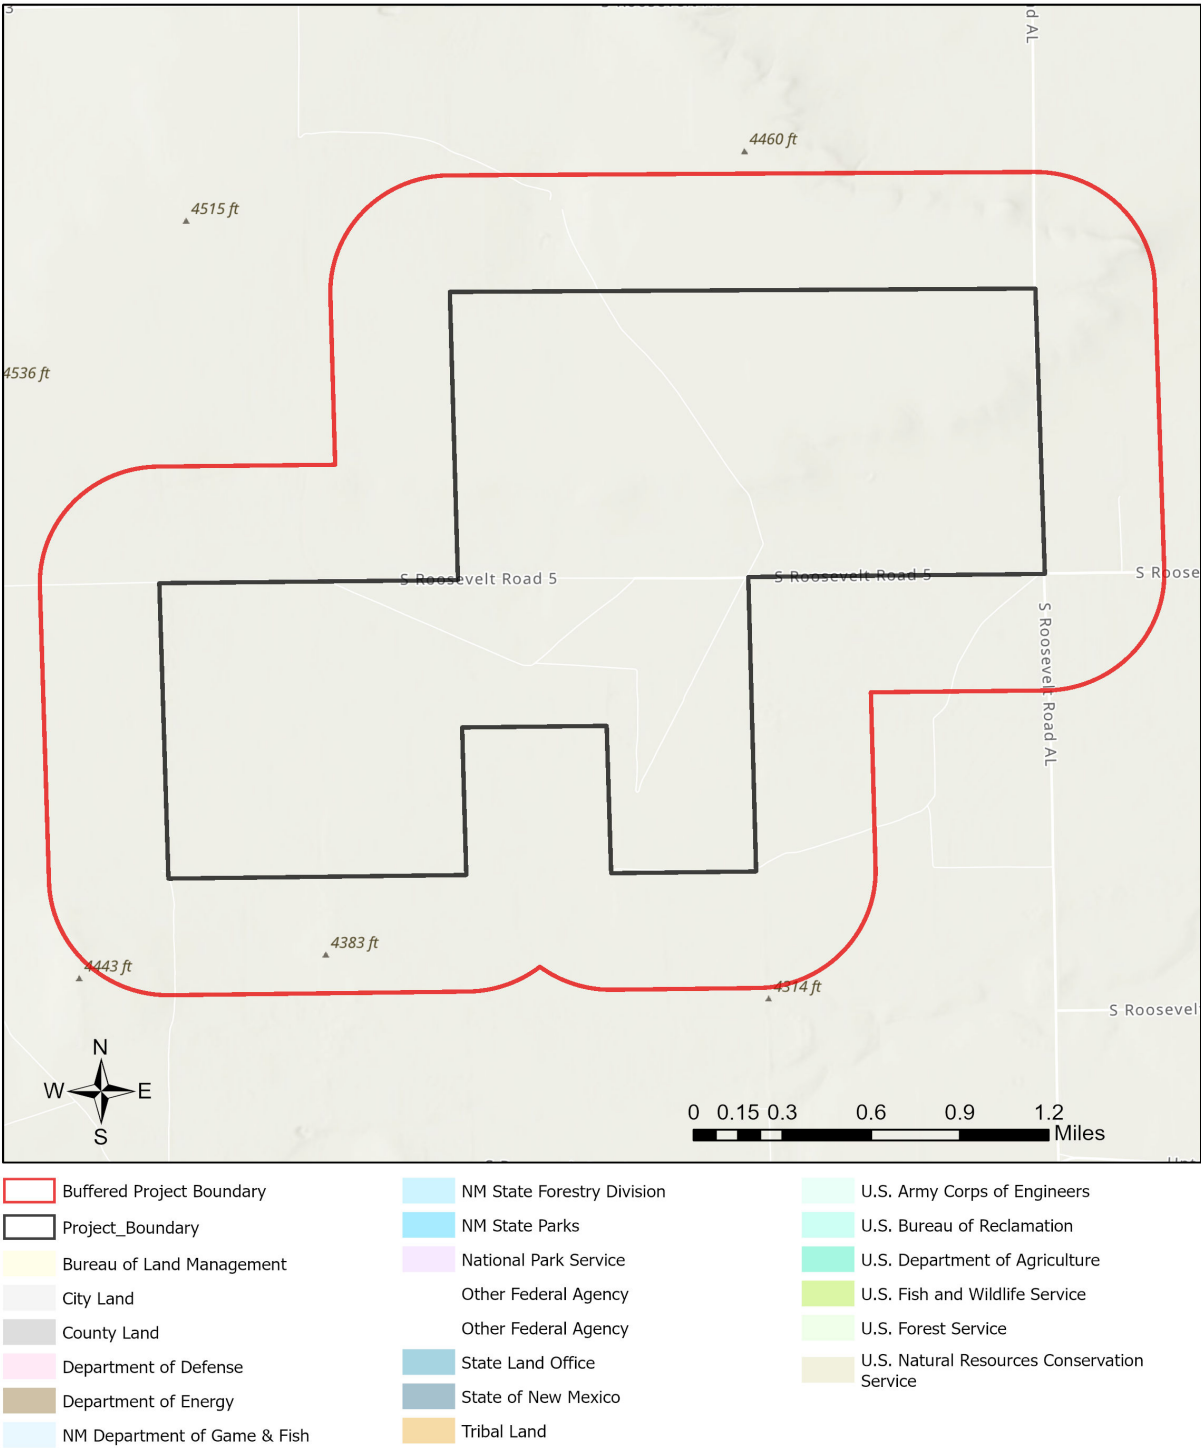 3
d AL
4460 ft
4515 ft
4536 ft
S Roosevelt Road 5
S Roosevelt Road 5
S Roose
S Roosevelt Road AL
4383 ft
4443 ft
4314 ft
S Roosevel
N
W E
S
0 0.15 0.3 0.6 0.9 1.2
Miles
Buffered Project Boundary
Project_Boundary
Bureau of Land Management
City Land
County Land
Department of Defense
Department of Energy
NM Department of Game & Fish
NM State Forestry Division
NM State Parks
National Park Service
Other Federal Agency
Other Federal Agency
State Land Office
State of New Mexico
Tribal Land
U.S. Army Corps of Engineers
U.S. Bureau of Reclamation
U.S. Department of Agriculture
U.S. Fish and Wildlife Service
U.S. Forest Service
U.S. Natural Resources Conservation
Service